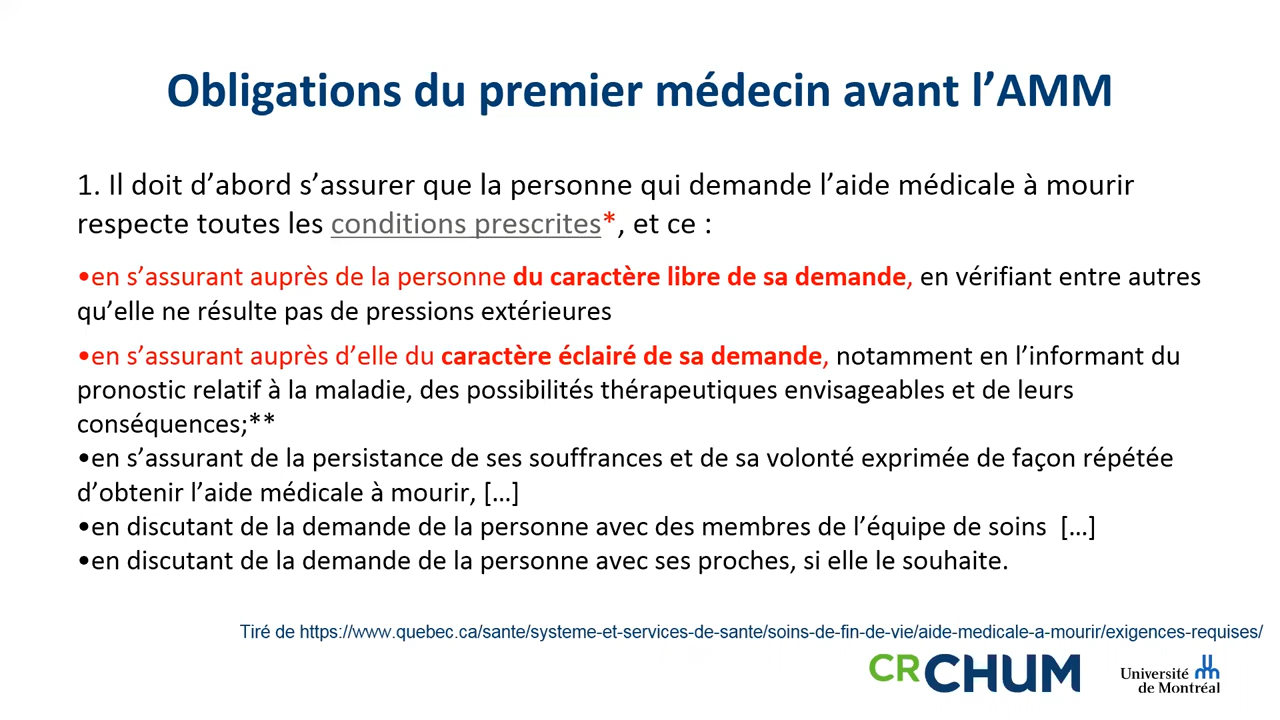 Obligations du premier médecin avant l’AMM
1. Il doit d’abord s’assurer que la personne qui demande l’aide médicale à mourir
respecte toutes les conditions prescrites*, et ce :
•en s’assurant auprès de la personne du caractère libre de sa demande, en vérifiant entre autres
qu’elle ne résulte pas de pressions extérieures
•en s’assurant auprès d’elle du caractère éclairé de sa demande, notamment en l’informant du
pronostic relatif à la maladie, des possibilités thérapeutiques envisageables et de leurs
conséquences;**
•en s’assurant de la persistance de ses souffrances et de sa volonté exprimée de façon répétée
d’obtenir l’aide médicale à mourir, […]
•en discutant de la demande de la personne avec des membres de l’équipe de soins […]
•en discutant de la demande de la personne avec ses proches, si elle le souhaite.
Tiré de https://www.quebec.ca/sante/systeme-et-services-de-sante/soins-de-fin-de-vie/aide-medicale-a-mourir/exigences-requises/
CRCHUM
Université
de Montréal